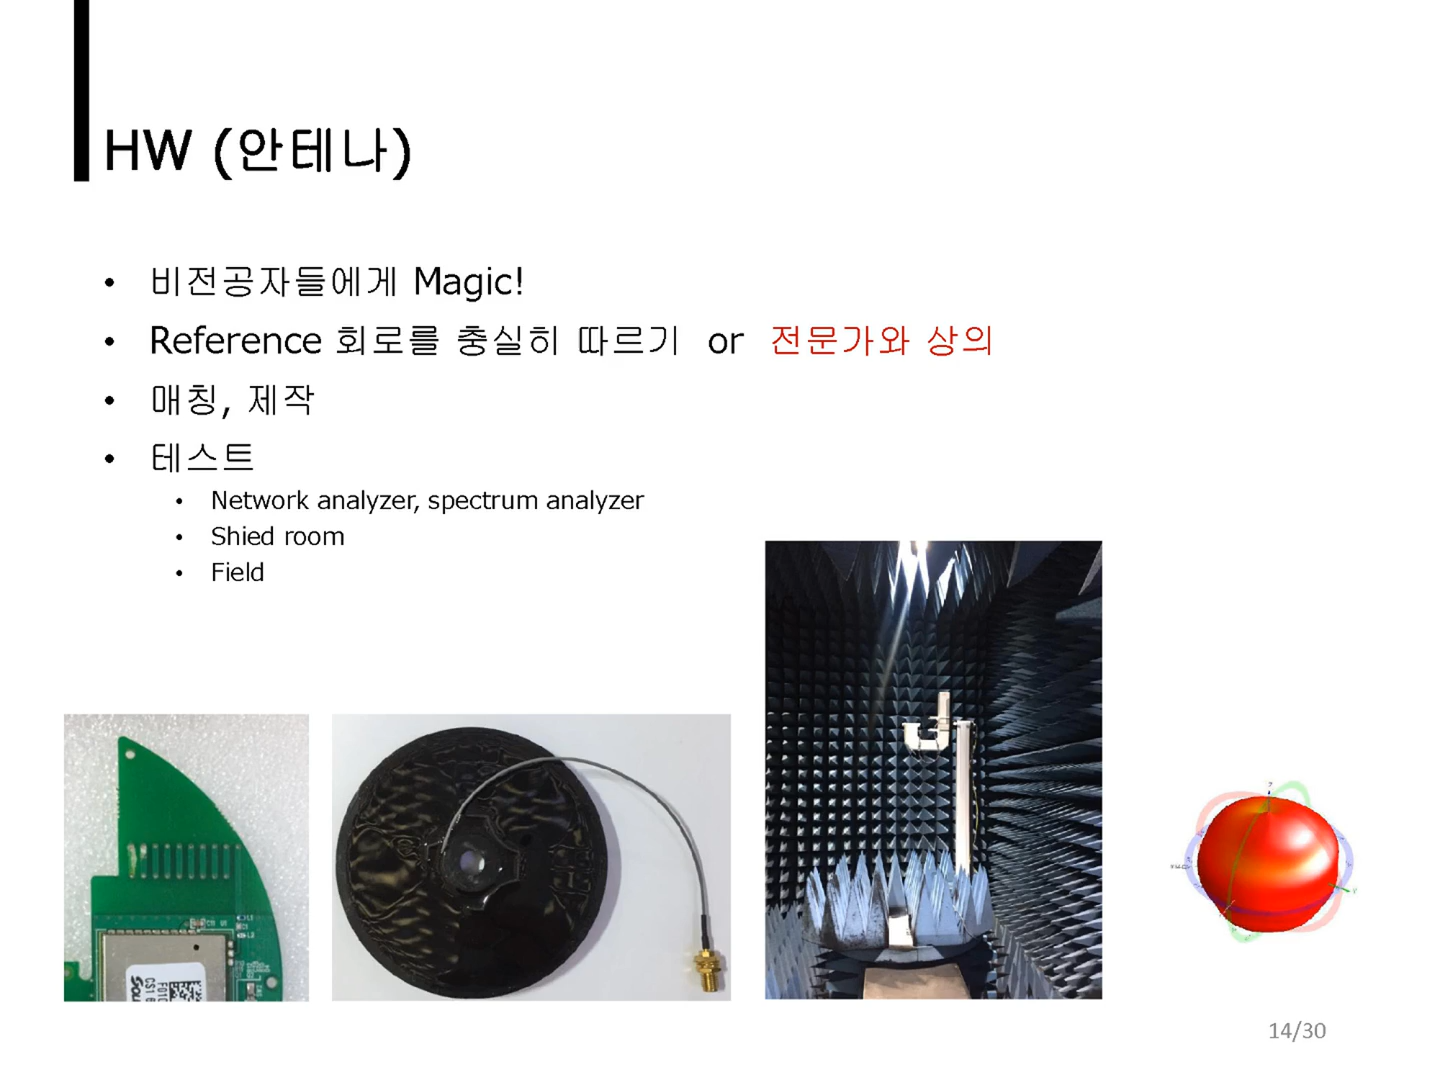 HW (안테나)
• 비전공자들에게 Magic!
• Reference 회로를 충실히 따르기 or 전문가와 상의
• 매칭, 제작
• 테스트
• Network analyzer, spectrum analyzer
• Shied room
• Field
14/30